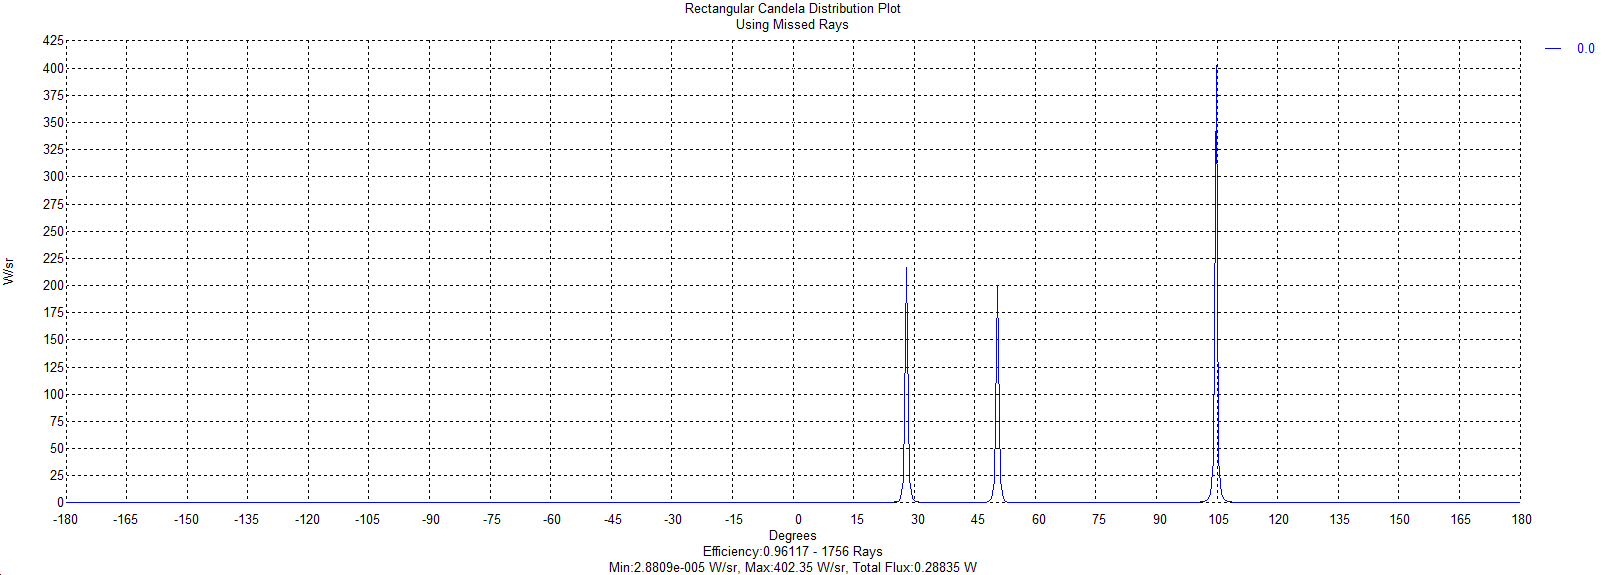 Rectangular Candela Distribution Plot
Using Missed Rays
0.0
425
400
375
350
325
300
275
250
225
200
175
150
125
100
75
50
25
0
W/sr
-180 -165 -150 -135 -120 -105 -90 -75 -60 -45 -30 -15 0 15 30 45 60 75 90 105 120 135 150 165 180
Degrees
Efficiency:0.96117 - 1756 Rays
Min:2.8809e-005 W/sr, Max:402.35 W/sr, Total Flux:0.28835 W